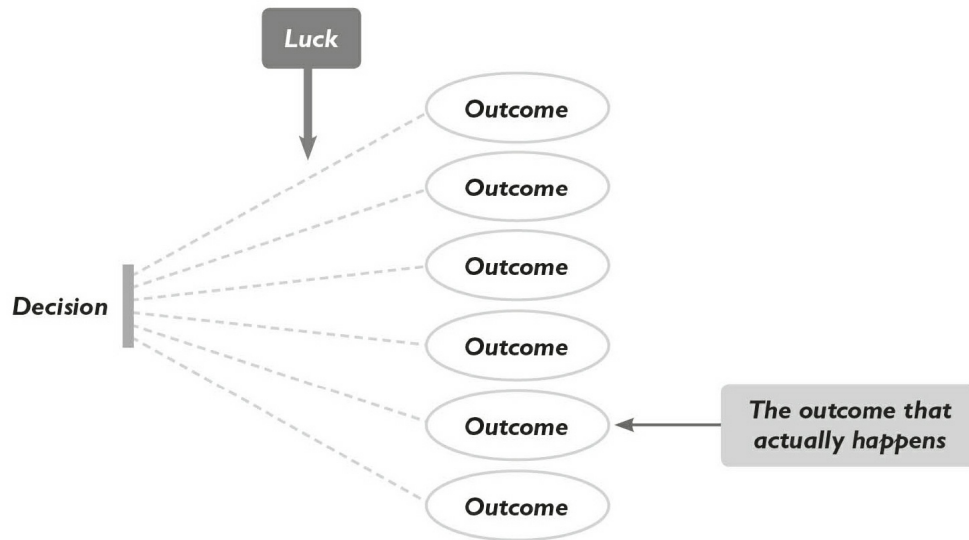 Luck
Outcome
Outcome
Outcome
Decision
Outcome
Outcome
The outcome that
actually happens
Outcome